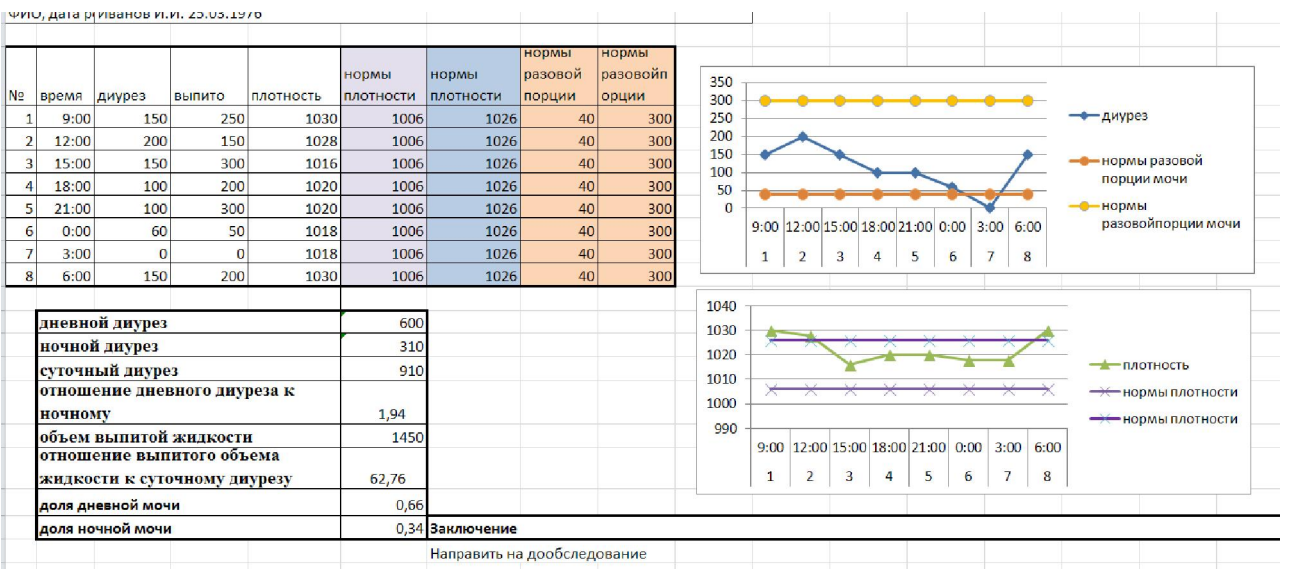 ФИО, дата р Иванов И.И. 25.03.1976
№ время диурез выпито плотность нормы плотности нормы плотности нормы разовой порции нормы разовойп орции
1 9:00 150 250 1030 1006 1026 40 300
2 12:00 200 150 1028 1006 1026 40 300
3 15:00 150 300 1016 1006 1026 40 300
4 18:00 100 200 1020 1006 1026 40 300
5 21:00 100 300 1020 1006 1026 40 300
6 0:00 60 50 1018 1006 1026 40 300
7 3:00 0 0 1018 1006 1026 40 300
8 6:00 150 200 1030 1006 1026 40 300
дневной диурез 600
ночной диурез 310
суточный диурез 910
отношение дневного диуреза к
ночному 1,94
объем выпитой жидкости 1450
отношение выпитого объема
жидкости к суточному диурезу 62,76
доля дневной мочи 0,66
доля ночной мочи 0,34 Заключение
Направить на дообследование
350
300
250
200
150
100
50
0
9:00 12:00 15:00 18:00 21:00 0:00 3:00 6:00
1 2 3 4 5 6 7 8
диурез
нормы разовой
порции мочи
нормы
разовойпорции мочи
1040
1030
1020
1010
1000
990
9:00 12:00 15:00 18:00 21:00 0:00 3:00 6:00
1 2 3 4 5 6 7 8
плотность
нормы плотности
нормы плотности